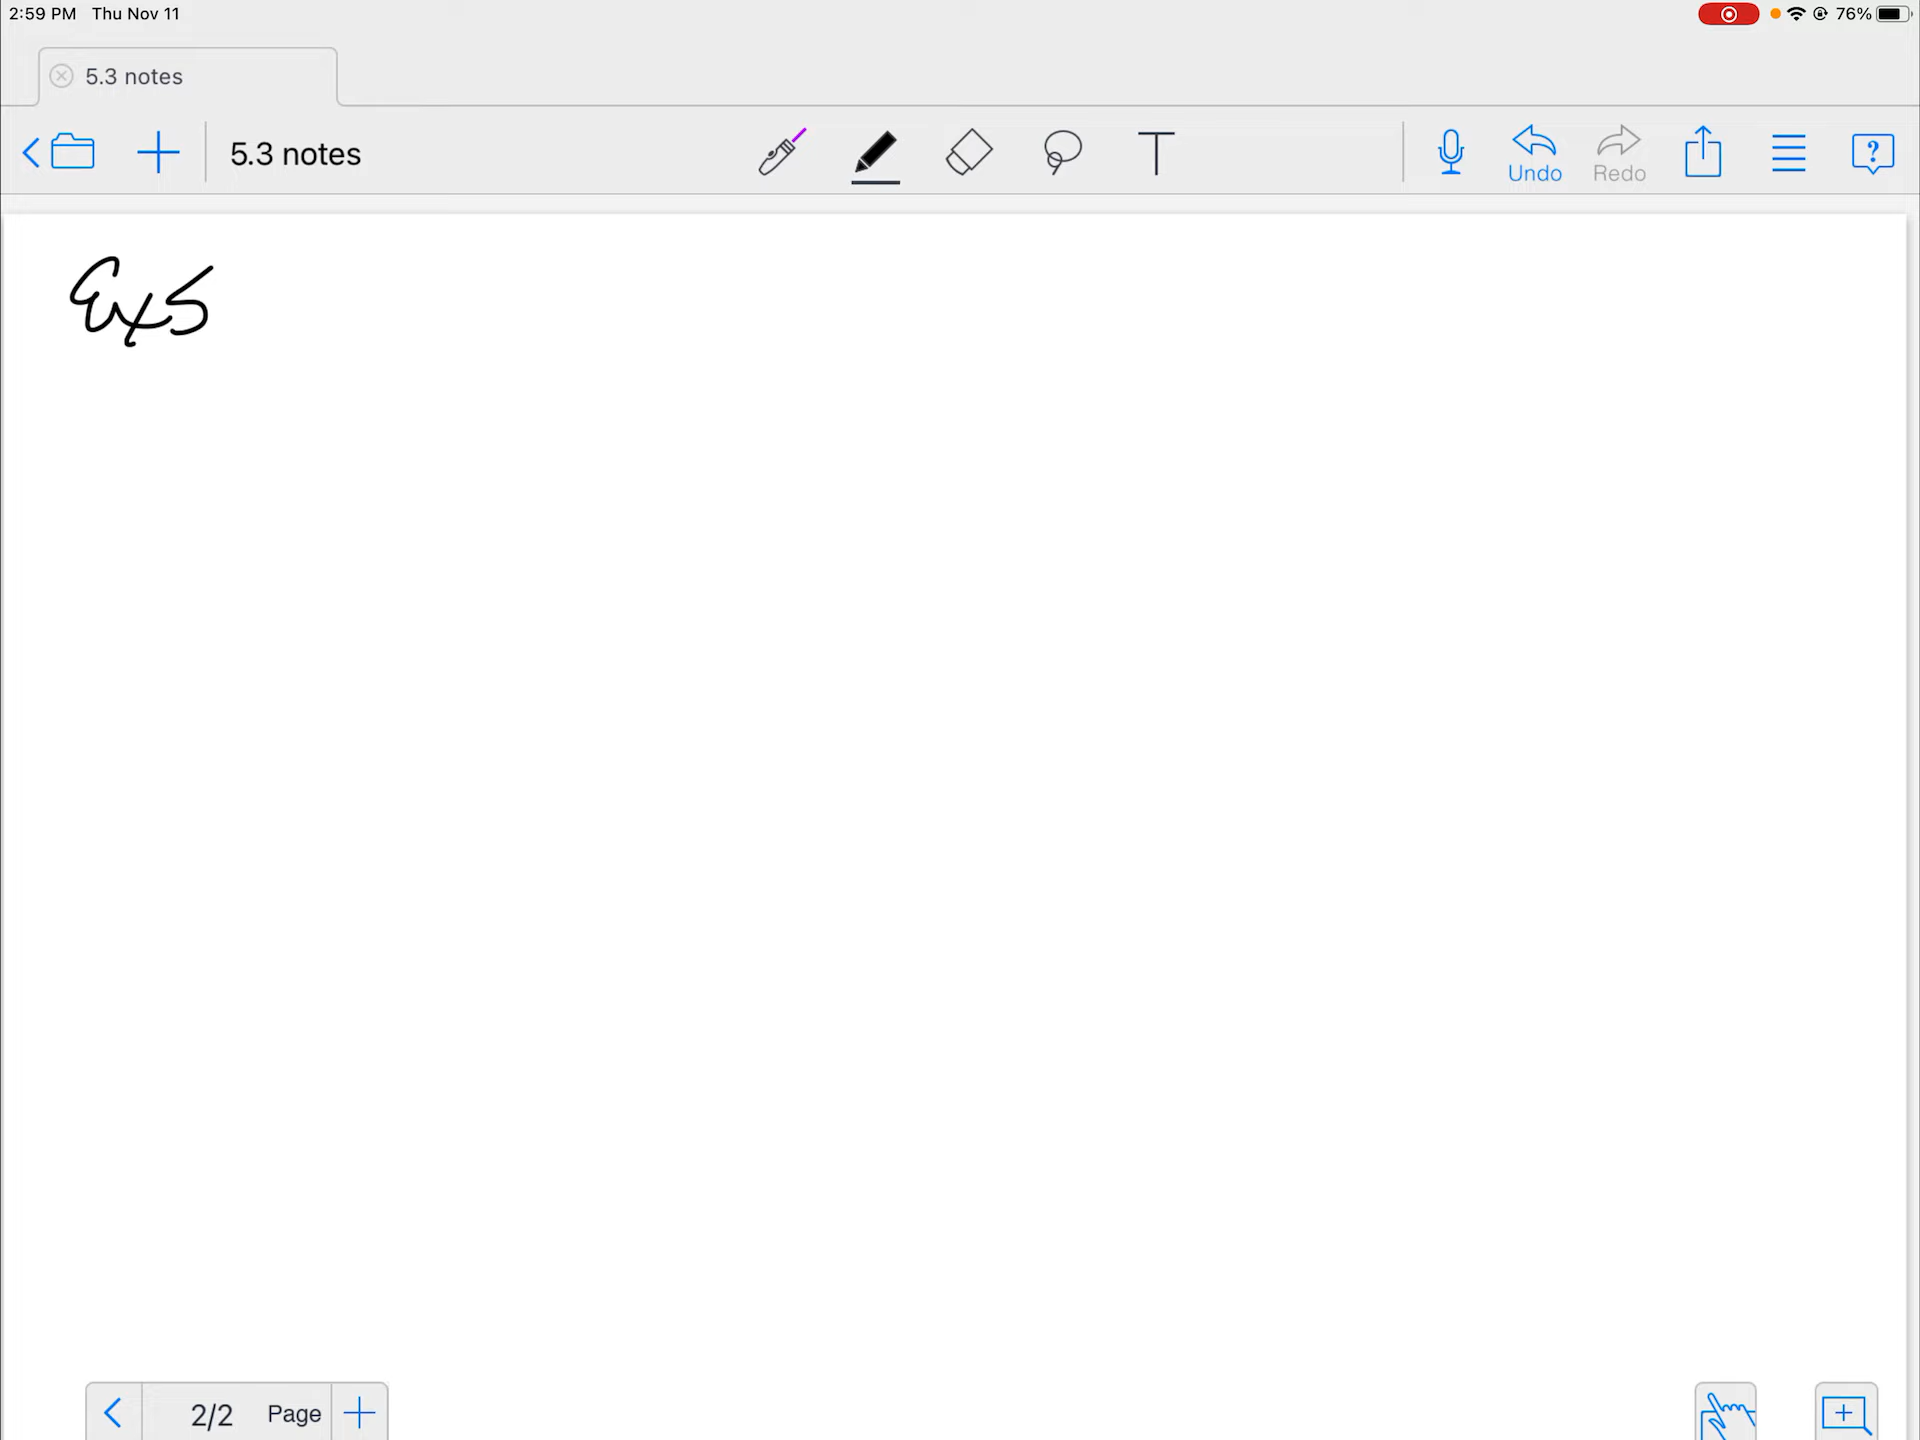 2:59 PM Thu Nov 11 76%
5.3 notes
5.3 notes
Undo Redo ?
Ex5
2/2 Page